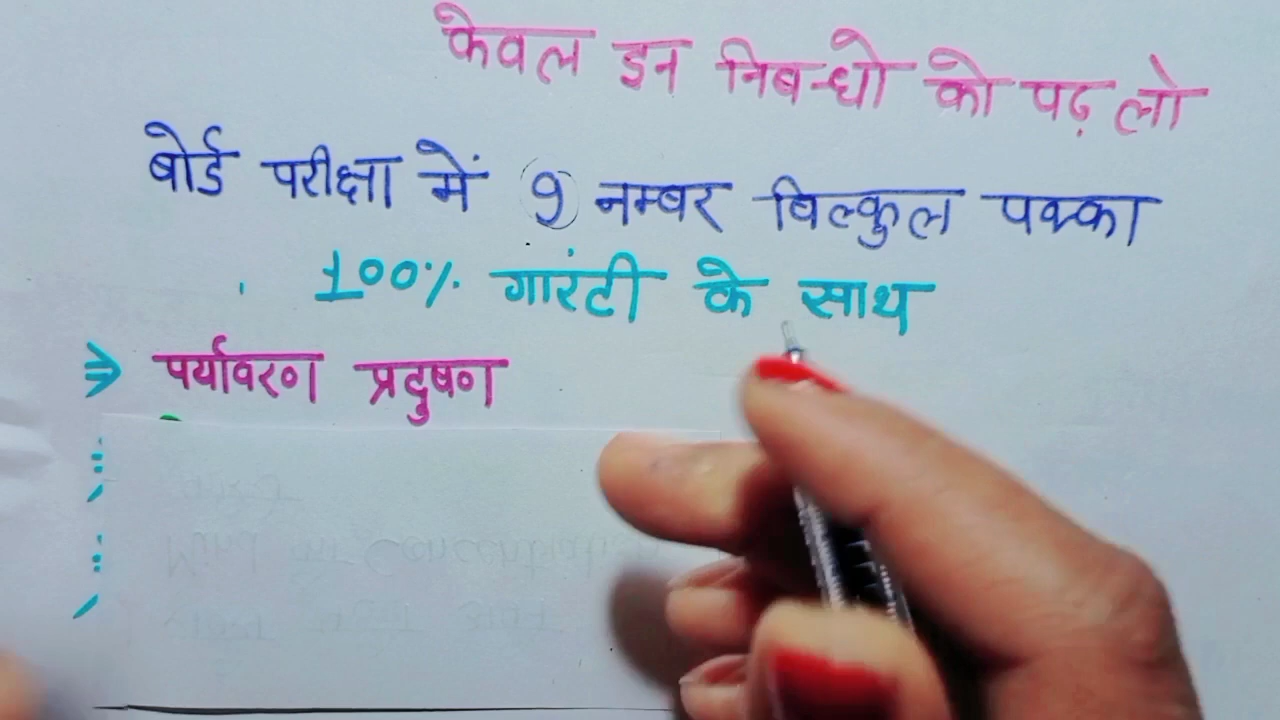 केवल इन निबन्धो को पढ़ लो
बोर्ड परीक्षा में 9 नम्बर बिल्कुल पक्का
100% गारंटी के साथ
⇒ पर्यावरण प्रदुषण